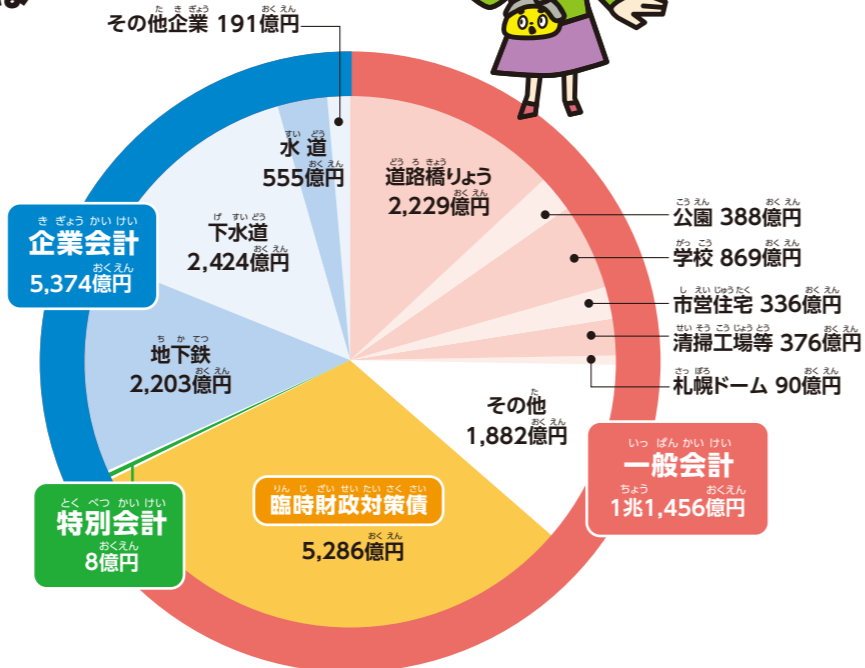 その他企業 191億円
水道
555億円
道路橋りょう
2,229億円
公園 388億円
学校 869億円
市営住宅 336億円
清掃工場等 376億円
札幌ドーム 90億円
下水道
2,424億円
企業会計
5,374億円
地下鉄
2,203億円
その他
1,882億円
一般会計
1兆1,456億円
臨時財政対策債
5,286億円
特別会計
8億円